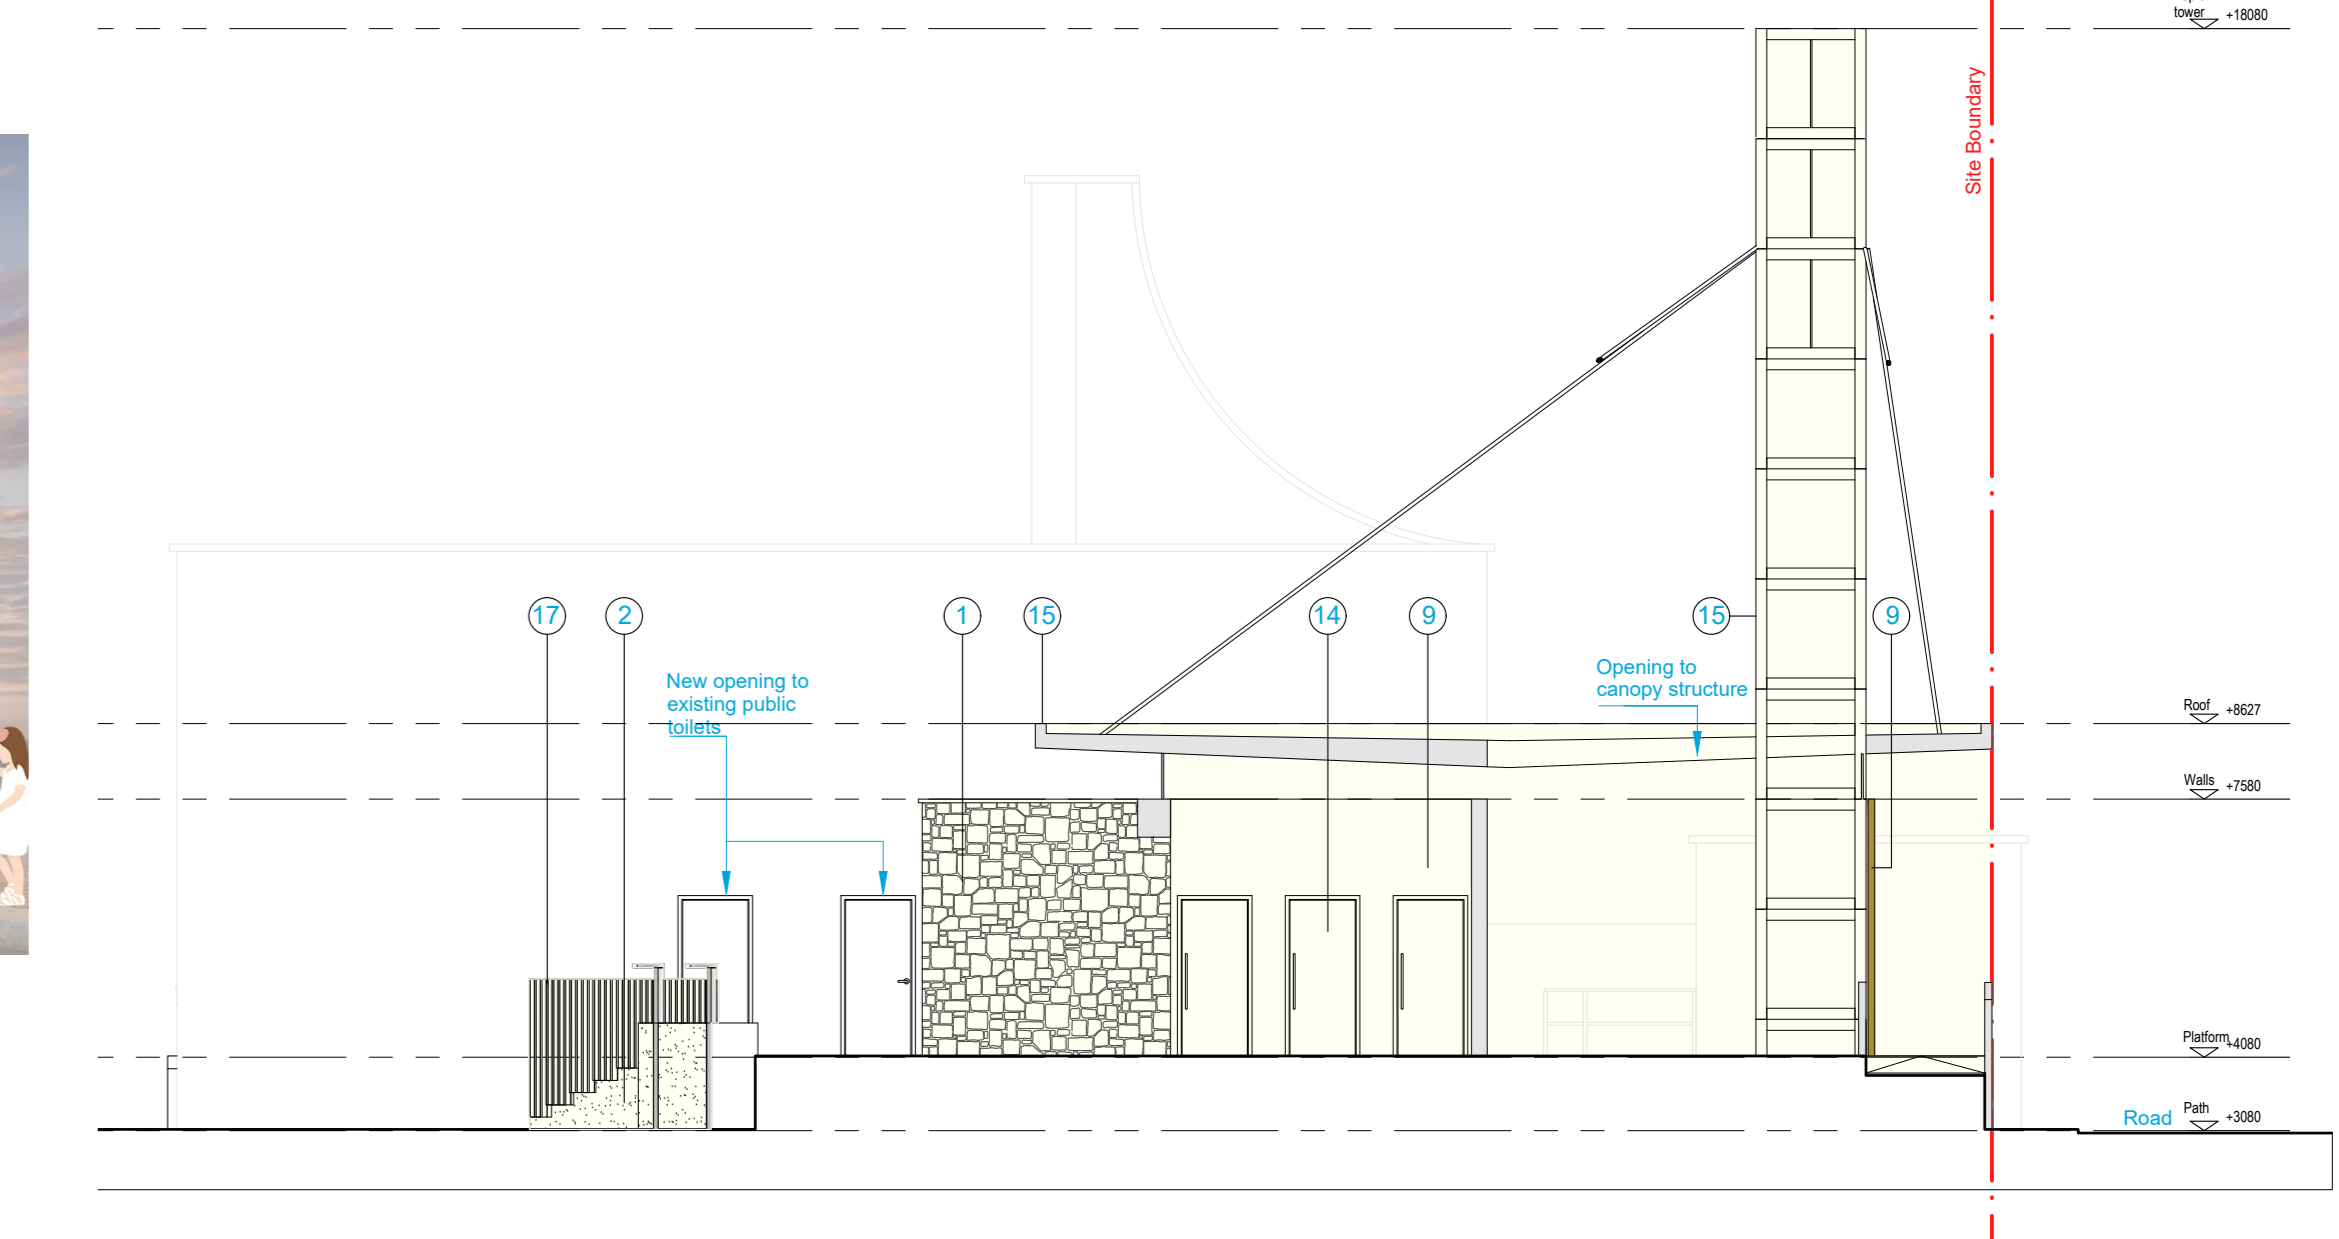 tower +18080
Site Boundary
17
2
1
15
14
9
15
9
New opening to
existing public
toilets
Opening to
canopy structure
Roof +8627
Walls +7580
Platform +4080
Road Path +3080